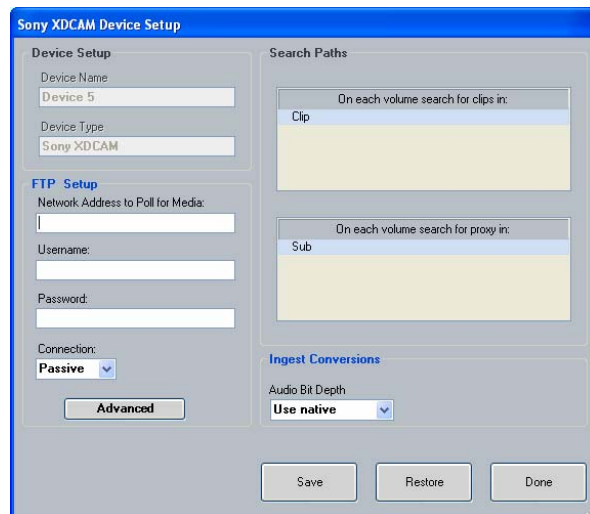 Sony XDCAM Device Setup
Device Setup
Device Name
Device 5
Device Type
Sony XDCAM
FTP Setup
Network Address to Poll for Media:
Username:
Password:
Connection:
Passive
Advanced
Search Paths
On each volume search for clips in:
Clip
On each volume search for proxy in:
Sub
Ingest Conversions
Audio Bit Depth
Use native
Save
Restore
Done